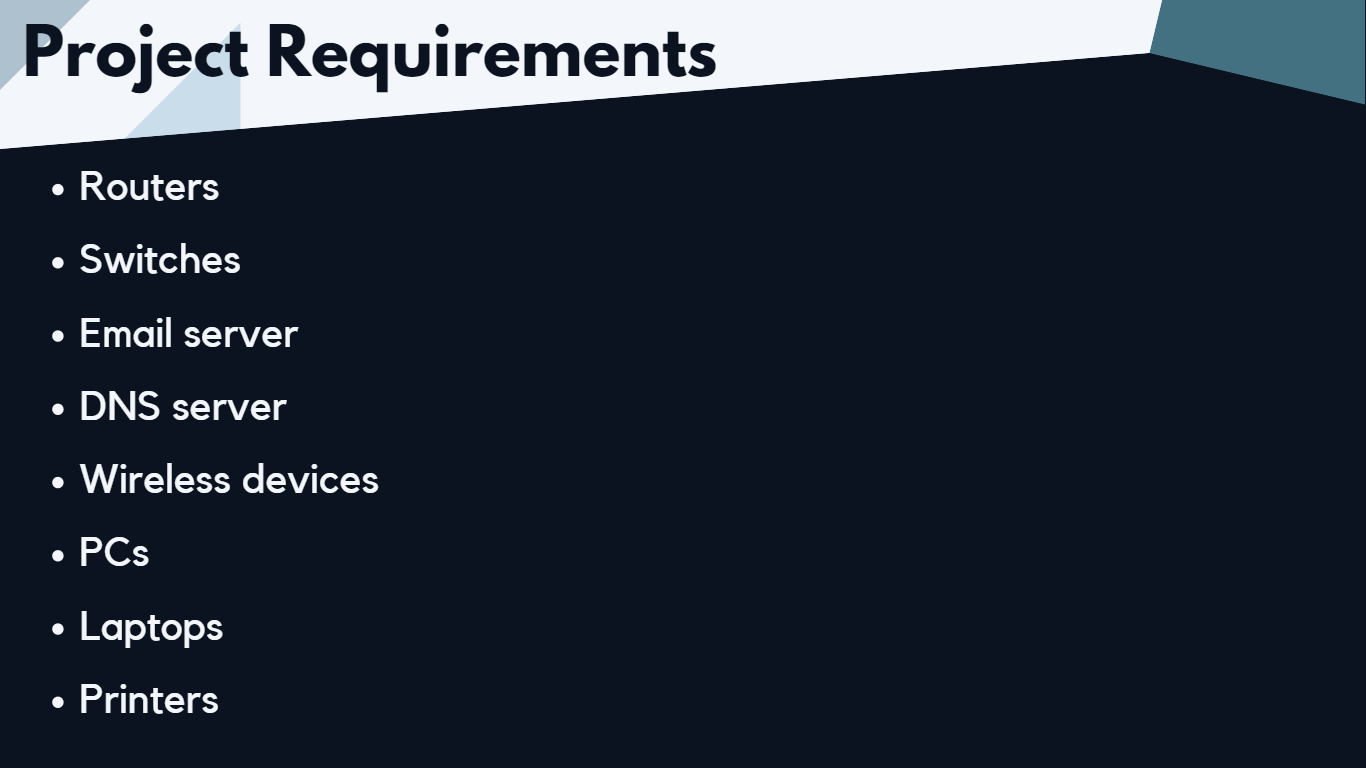 Project Requirements
• Routers
• Switches
• Email server
• DNS server
• Wireless devices
• PCs
• Laptops
• Printers